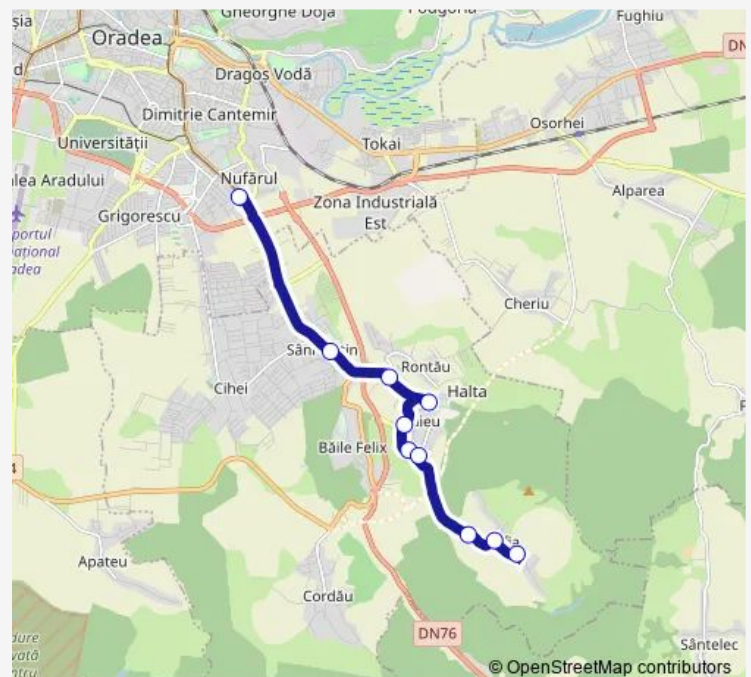 Gheorghe Doja
Fughiu
Oradea
DN
Dragoș Vodă
Dimitrie Cantemir
Osorhei
Tokai
Universității
Nufărul
Alparea
Grigorescu
Zona Industrială
Est
Cheriu
Rontău
Halta
Cihei
Băile Felix
Apateu
Cordău
DN76
Sântelec
© OpenStreetMap contributors